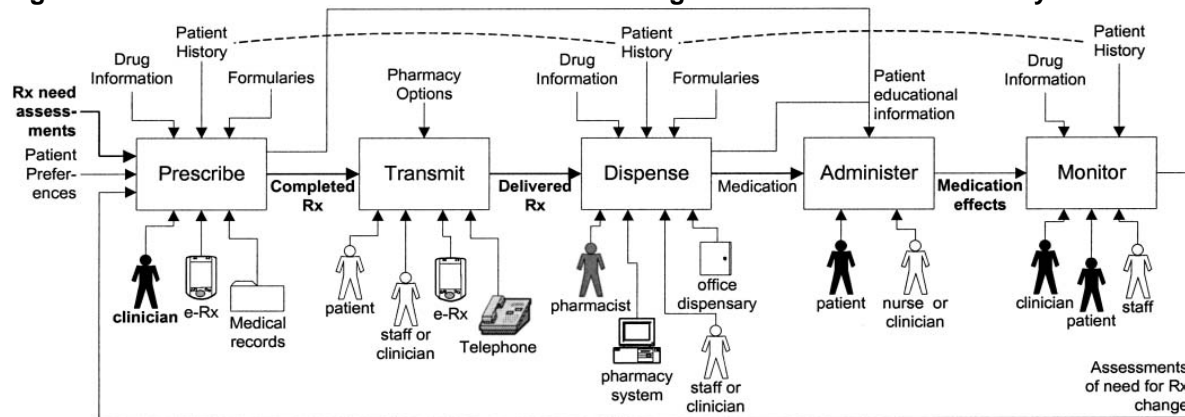 Patient
History
Patient
History
Patient
History
Drug
Information
Formularies
Pharmacy
Options
Drug
Information
Formularies
Patient
educational
information
Drug
Information
Rx need
assess-
ments
Patient
Prefer-
ences
Prescribe
Completed
Rx
Transmit
Delivered
Rx
Dispense
Medication
Administer
Medication
effects
Monitor
clinician
e-Rx
Medical
records
patient
staff or
clinician
e-Rx
Telephone
pharmacist
pharmacy
system
office
dispensary
staff or
clinician
patient
nurse or
clinician
clinician
patient
staff
Assessments
of need for Rx
change